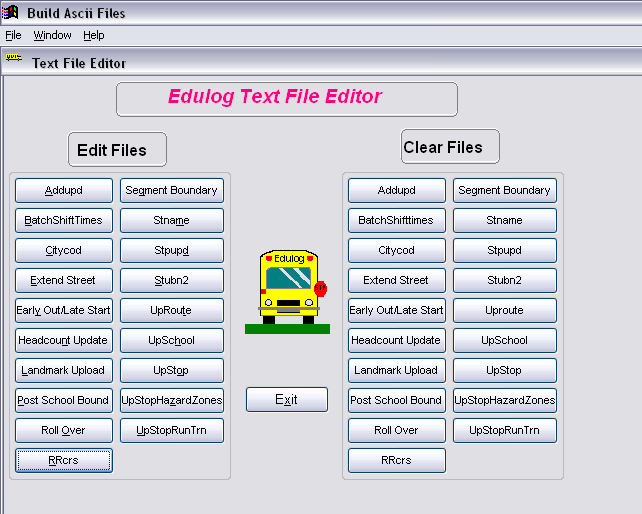 Build Ascii Files
File Window Help
Text File Editor
Edulog Text File Editor
Edit Files
Addupd Segment Boundary
BatchShiftTimes Stname
Citycod Stpupd
Extend Street Stubn2
Early Out/Late Start UpRoute
Headcount Update UpSchool
Landmark Upload UpStop
Post School Bound UpStopHazardZones
Roll Over UpStopRunTrn
RRcrs
Edulog
Exit
Clear Files
Addupd Segment Boundary
BatchShifttimes Stname
Citycod Stpupd
Extend Street Stubn2
Early Out/Late Start Uproute
Headcount Update UpSchool
Landmark Upload UpStop
Post School Bound UpStopHazardZones
Roll Over UpStopRunTrn
RRcrs